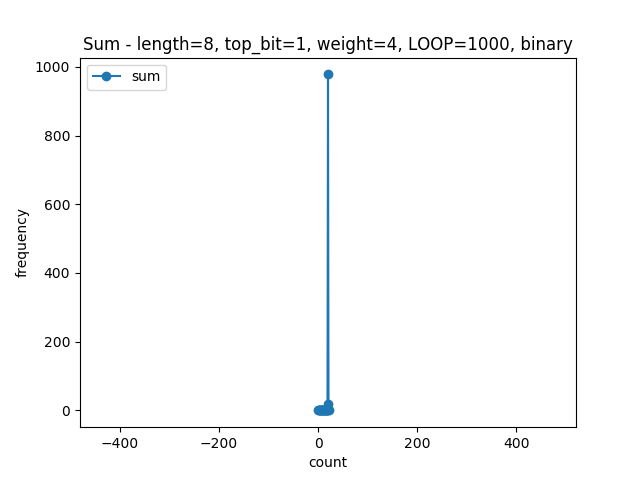 Sum - length=8, top_bit=1, weight=4, LOOP=1000, binary
sum
1000
800
600
400
200
0
frequency
−400
−200
0
200
400
count